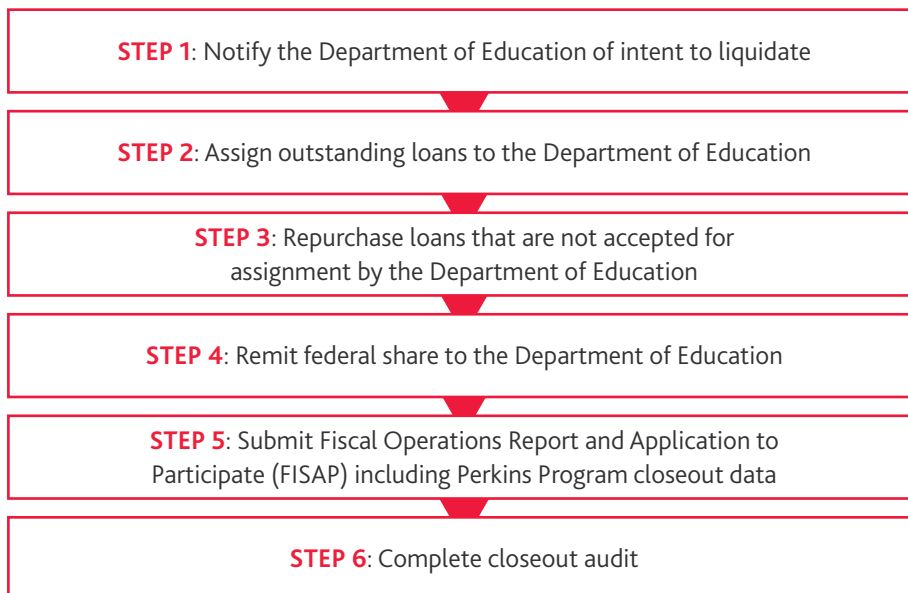 STEP 1: Notify the Department of Education of intent to liquidate
STEP 2: Assign outstanding loans to the Department of Education
STEP 3: Repurchase loans that are not accepted for
assignment by the Department of Education
STEP 4: Remit federal share to the Department of Education
STEP 5: Submit Fiscal Operations Report and Application to
Participate (FISAP) including Perkins Program closeout data
STEP 6: Complete closeout audit